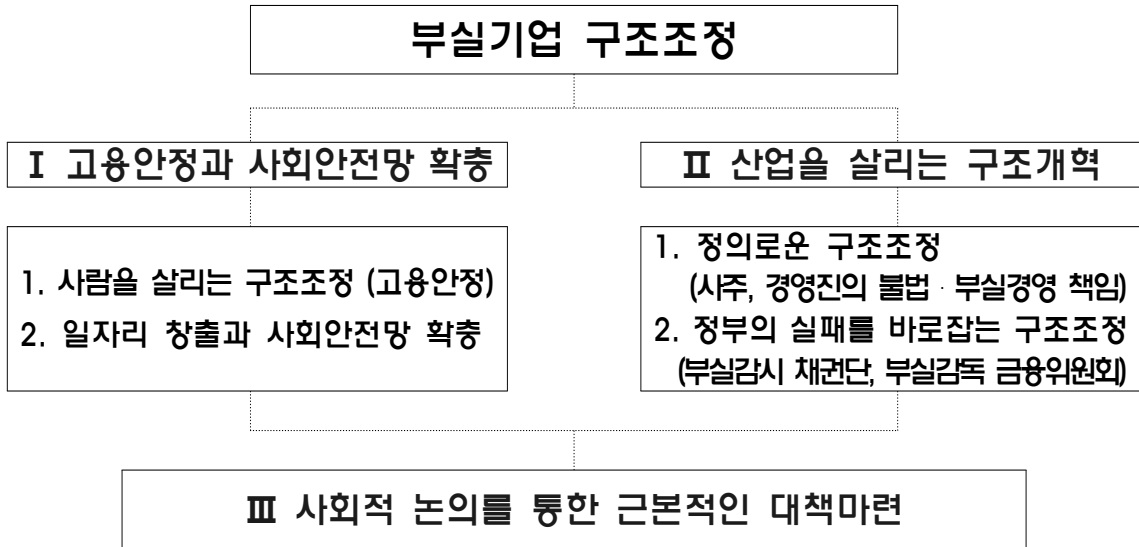 부실기업 구조조정
Ⅰ 고용안정과 사회안전망 확충
Ⅱ 산업을 살리는 구조개혁
1. 사람을 살리는 구조조정 (고용안정)
2. 일자리 창출과 사회안전망 확충
1. 정의로운 구조조정
(사주, 경영진의 불법 · 부실경영 책임)
2. 정부의 실패를 바로잡는 구조조정
(부실감시 채권단, 부실감독 금융위원회)
Ⅲ 사회적 논의를 통한 근본적인 대책마련